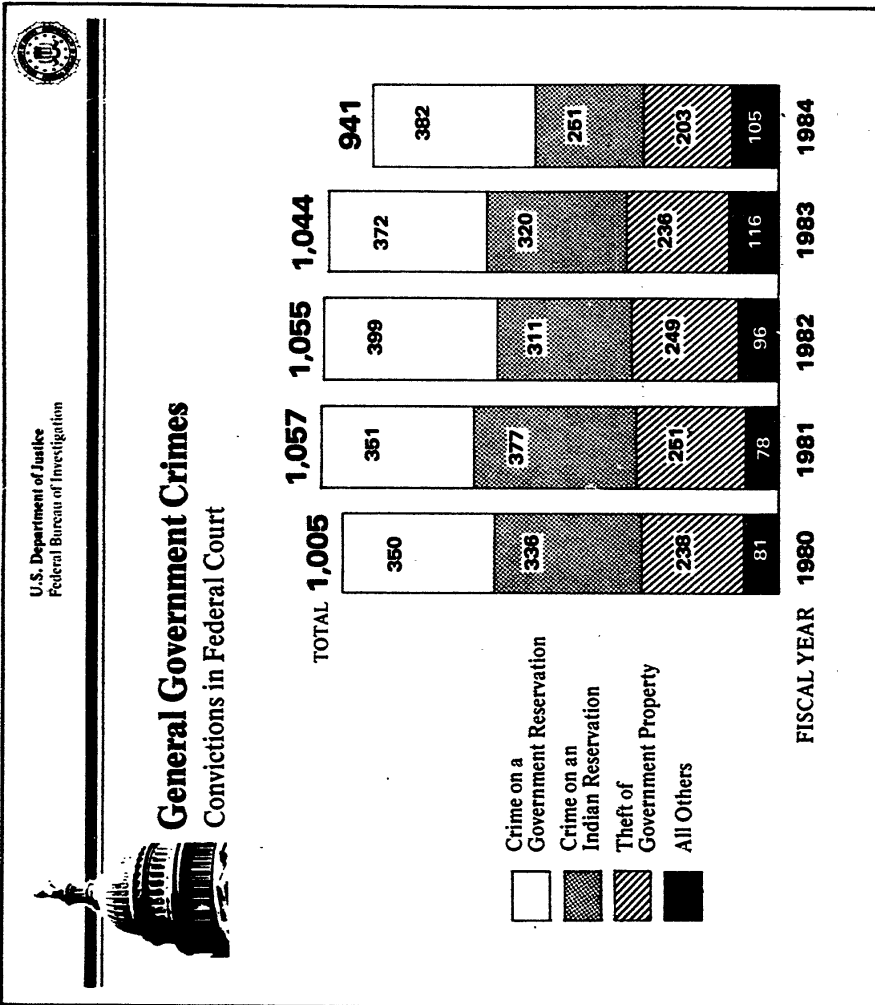 U.S. Department of Justice
Federal Bureau of Investigation
General Government Crimes
Convictions in Federal Court
TOTAL 1,005 1,057 1,055 1,044 941
350 351 399 372 382
336 377 311 320 251
238 251 249 236 203
81 78 96 116 105
FISCAL YEAR 1980 1981 1982 1983 1984
Crime on a
Government Reservation
Crime on an
Indian Reservation
Theft of
Government Property
All Others